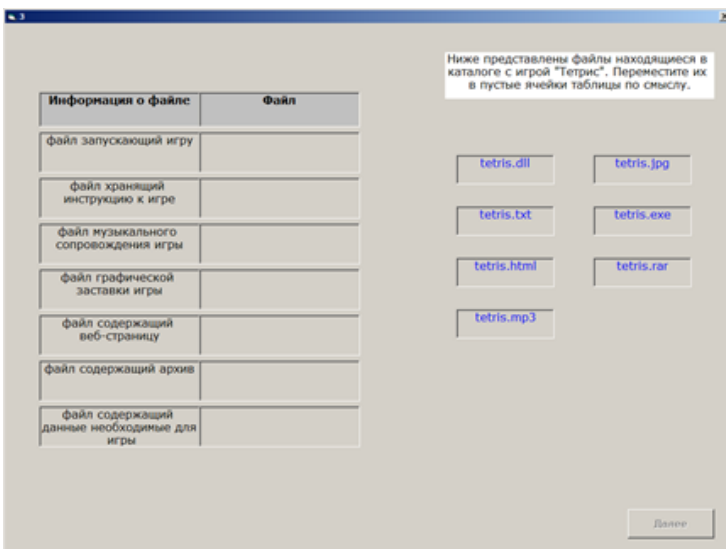 3
Ниже представлены файлы находящиеся в
каталоге с игрой "Тетрис". Переместите их
в пустые ячейки таблицы по смыслу.
Информация о файле Файл
файл запускающий игру
файл хранящий
инструкцию к игре
файл музыкального
сопровождения игры
файл графической
заставки игры
файл содержащий
веб-страницу
файл содержащий архив
файл содержащий
данные необходимые для
игры
tetris.dll tetris.jpg
tetris.txt tetris.exe
tetris.html tetris.rar
tetris.mp3
Далее